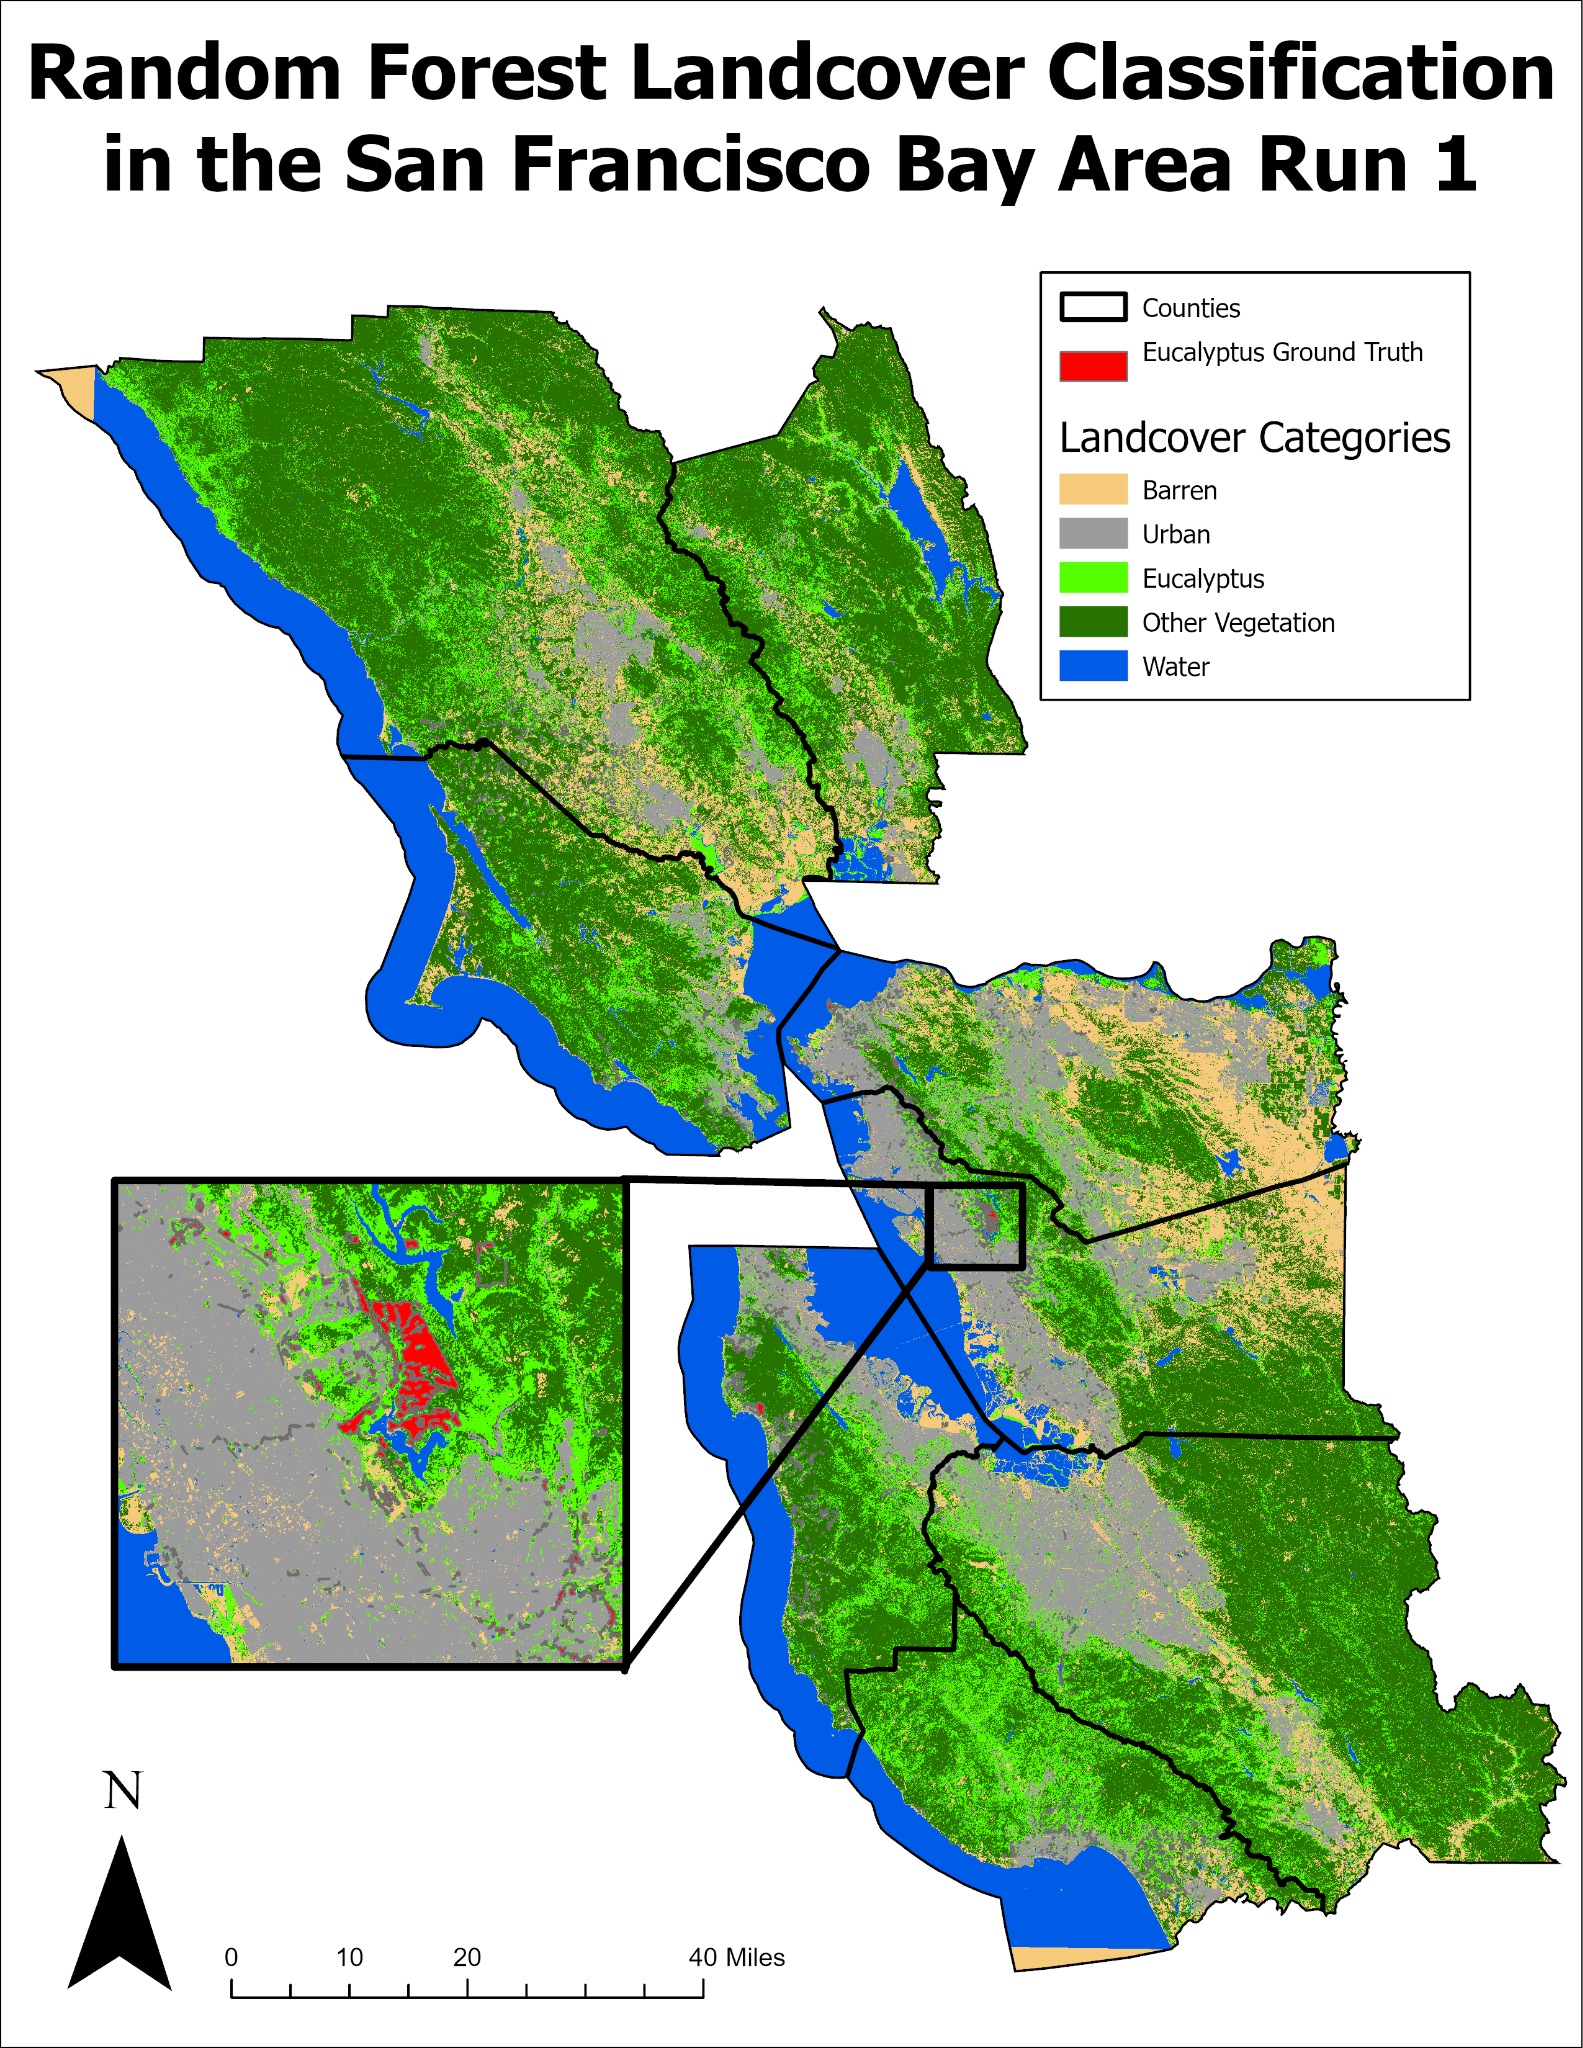 Random Forest Landcover Classification
in the San Francisco Bay Area Run 1
Counties
Eucalyptus Ground Truth
Landcover Categories
Barren
Urban
Eucalyptus
Other Vegetation
Water
N
0 10 20 40 Miles